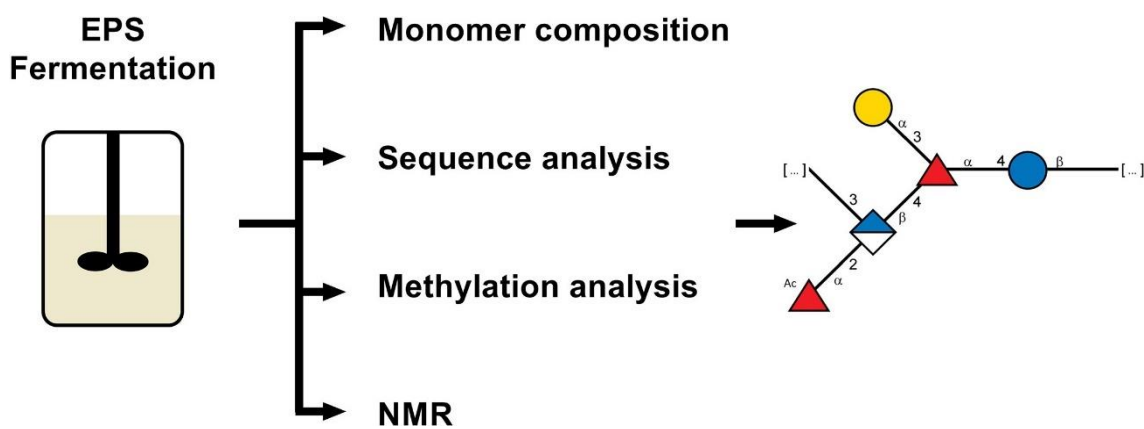 EPS
Fermentation
Monomer composition
Sequence analysis
Methylation analysis
NMR
α
3
[...]
α
4
β
[...]
3
4
β
2
α
Ac